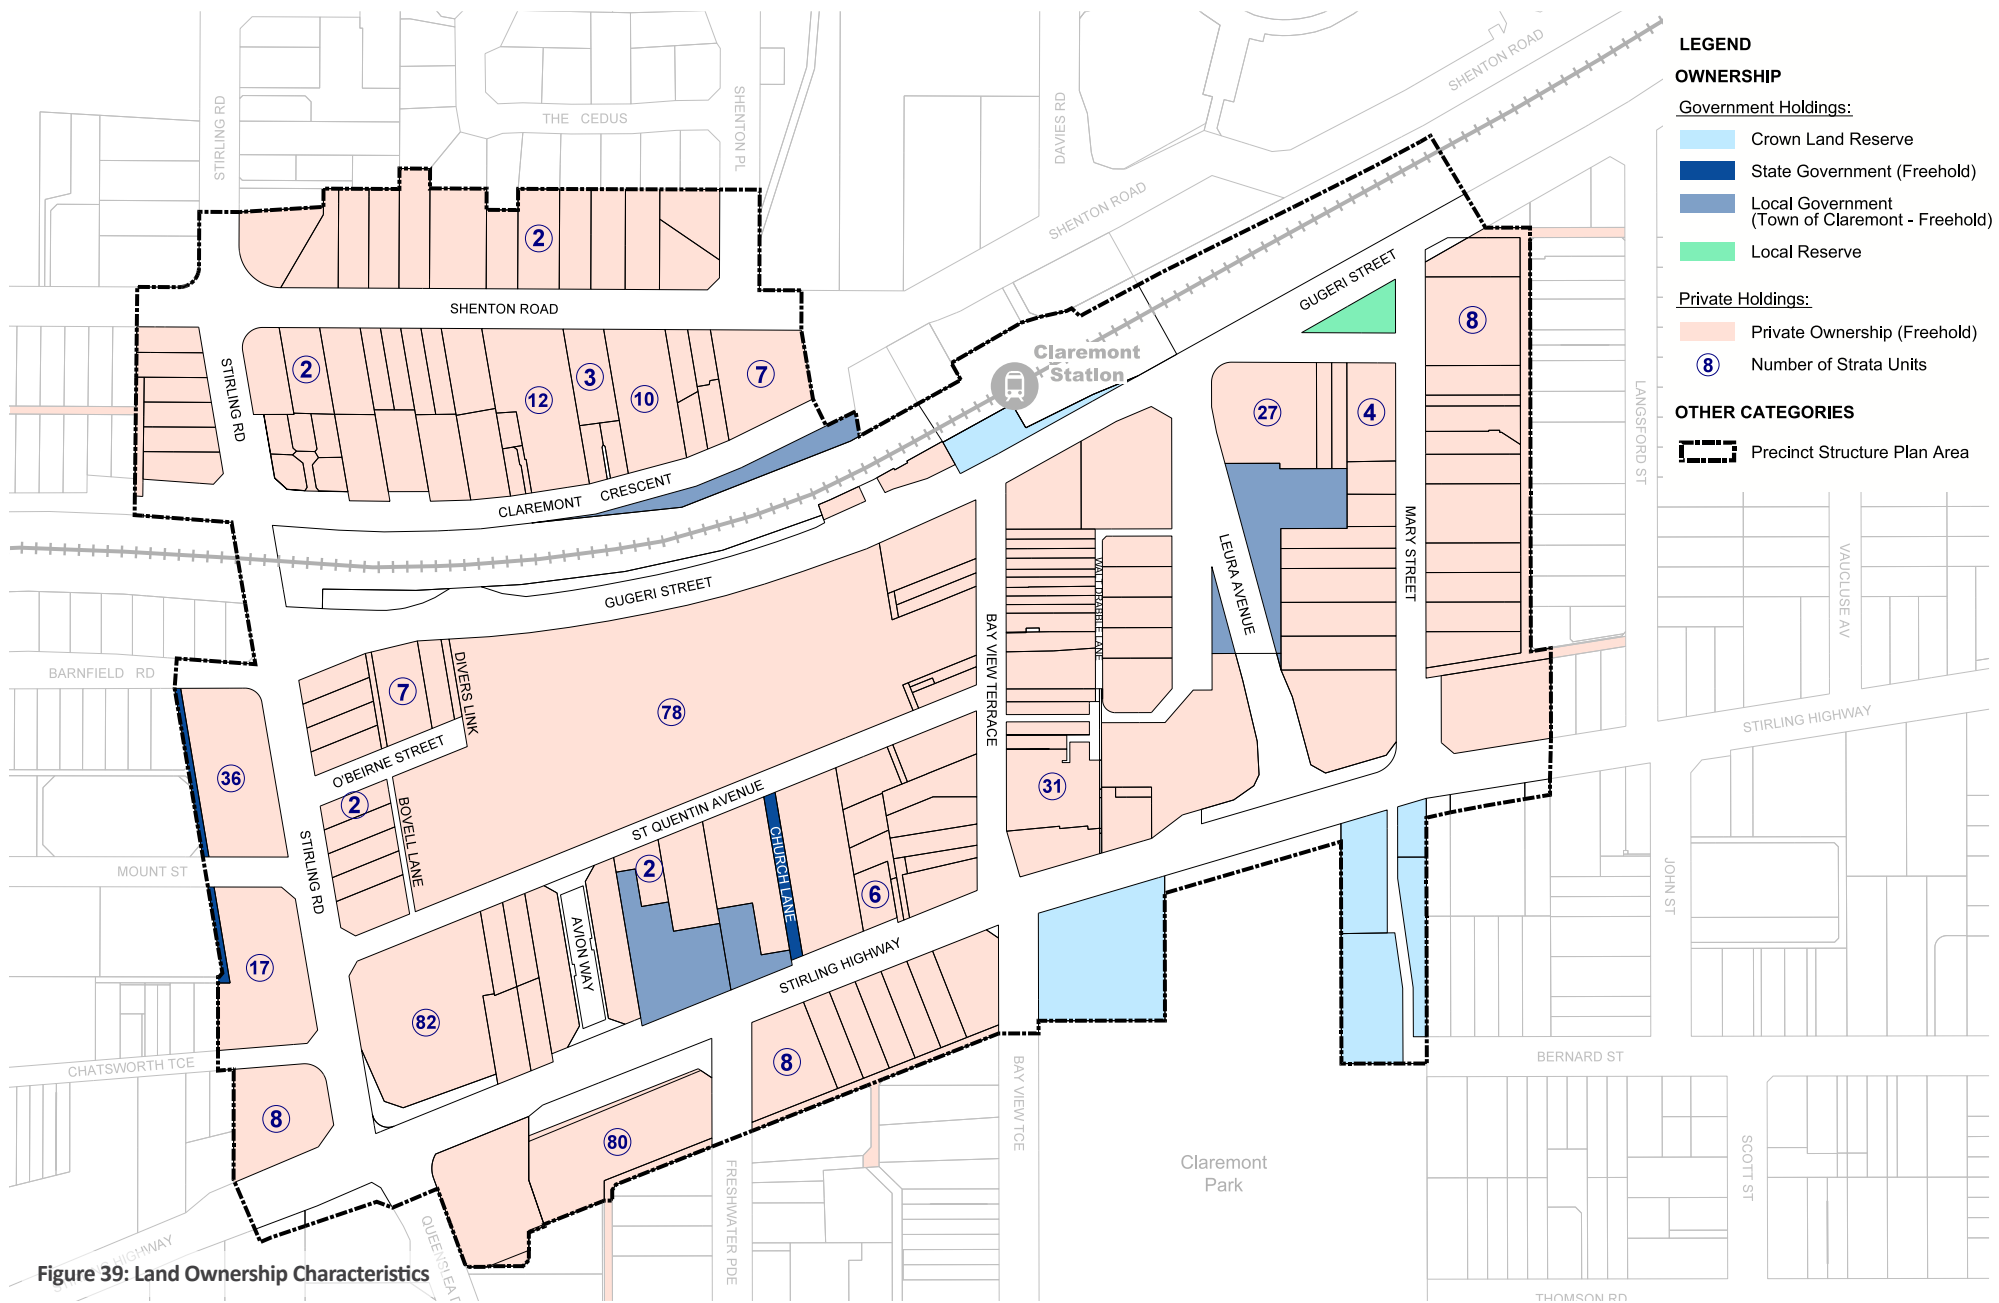 LEGEND
OWNERSHIP
Government Holdings:
Crown Land Reserve
State Government (Freehold)
Local Government
(Town of Claremont - Freehold)
Local Reserve
Private Holdings:
Private Ownership (Freehold)
8 Number of Strata Units
OTHER CATEGORIES
Precinct Structure Plan Area
SHENTON ROAD
STIRLING RD
THE CEDUS
SHENTON PL
DAVIES RD
SHENTON ROAD
2
SHENTON ROAD
GUGERI STREET
8
Claremont
Station
STIRLING RD
2
12
3
10
7
27
4
LANGSFORD ST
CLAREMONT CRESCENT
MARY STREET
LEURA AVENUE
WALT DRABBLE LANE
VAUCLUSE AV
GUGERI STREET
BAY VIEW TERRACE
BARNFIELD RD
DIVERS LINK
7
78
STIRLING HIGHWAY
O'BEIRNE STREET
36
2
BOVELL LANE
ST QUENTIN AVENUE
31
MOUNT ST
STIRLING RD
2
CHURCH LANE
6
JOHN ST
AVION WAY
17
STIRLING HIGHWAY
82
8
CHATSWORTH TCE
BERNARD ST
8
80
BAY VIEW TCE
Claremont
Park
FRESHWATER PDE
SCOTT ST
HIGHWAY
Figure 39: Land Ownership Characteristics
THOMSON RD